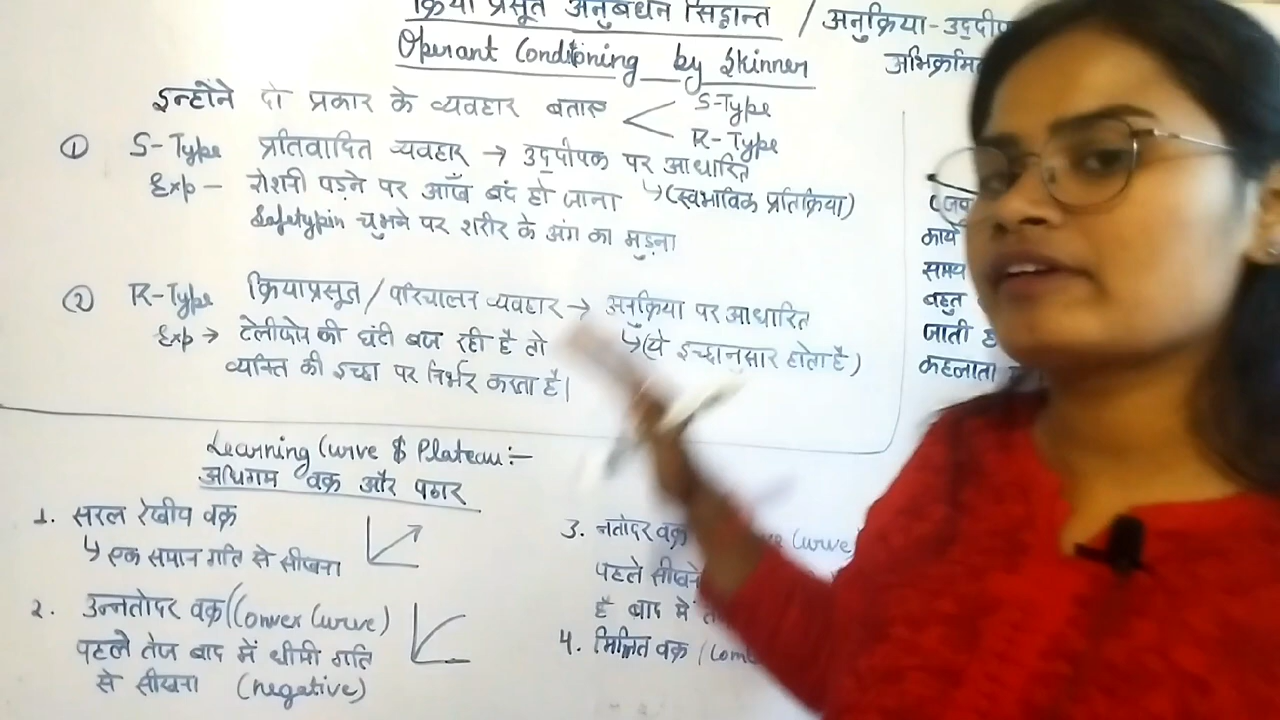 क्रिया प्रसूत अनुबंधन सिद्धान्त / अनुक्रिया-उद्दीप
Operant Conditioning by Skinner
अभिक्रमित
इन्होंने दो प्रकार के व्यवहार बताए
S-Type
R-Type
① S-Type प्रतिवादित व्यवहार → उद्दीपक पर आधारित
Exp - रोशनी पड़ने पर आँख बंद हो जाना ↳ (स्वभाविक प्रतिक्रिया)
Safetypin चुभने पर शरीर के अंग का मुड़ना
② R-Type क्रियाप्रसूत / परिचालन व्यवहार → अनुक्रिया पर आधारित
Exp → टेलीफोन की घंटी बज रही है तो ↳ (ये इच्छानुसार होता है)
व्यक्ति की इच्छा पर निर्भर करता है।
कार्य
समय
बहुत
जाती है
कहलाता
Learning Curve & Plateau:-
अधिगम वक्र और पठार
1. सरल रेखीय वक्र
↳ एक समान गति से सीखना
2. उन्नतोदर वक्र (Convex Curve)
पहले तेज बाद में धीमी गति
से सीखना (negative)
3. नतोदर वक्र Curve)
पहले सीखने
है बाद में
4. मिश्रित वक्र (Com